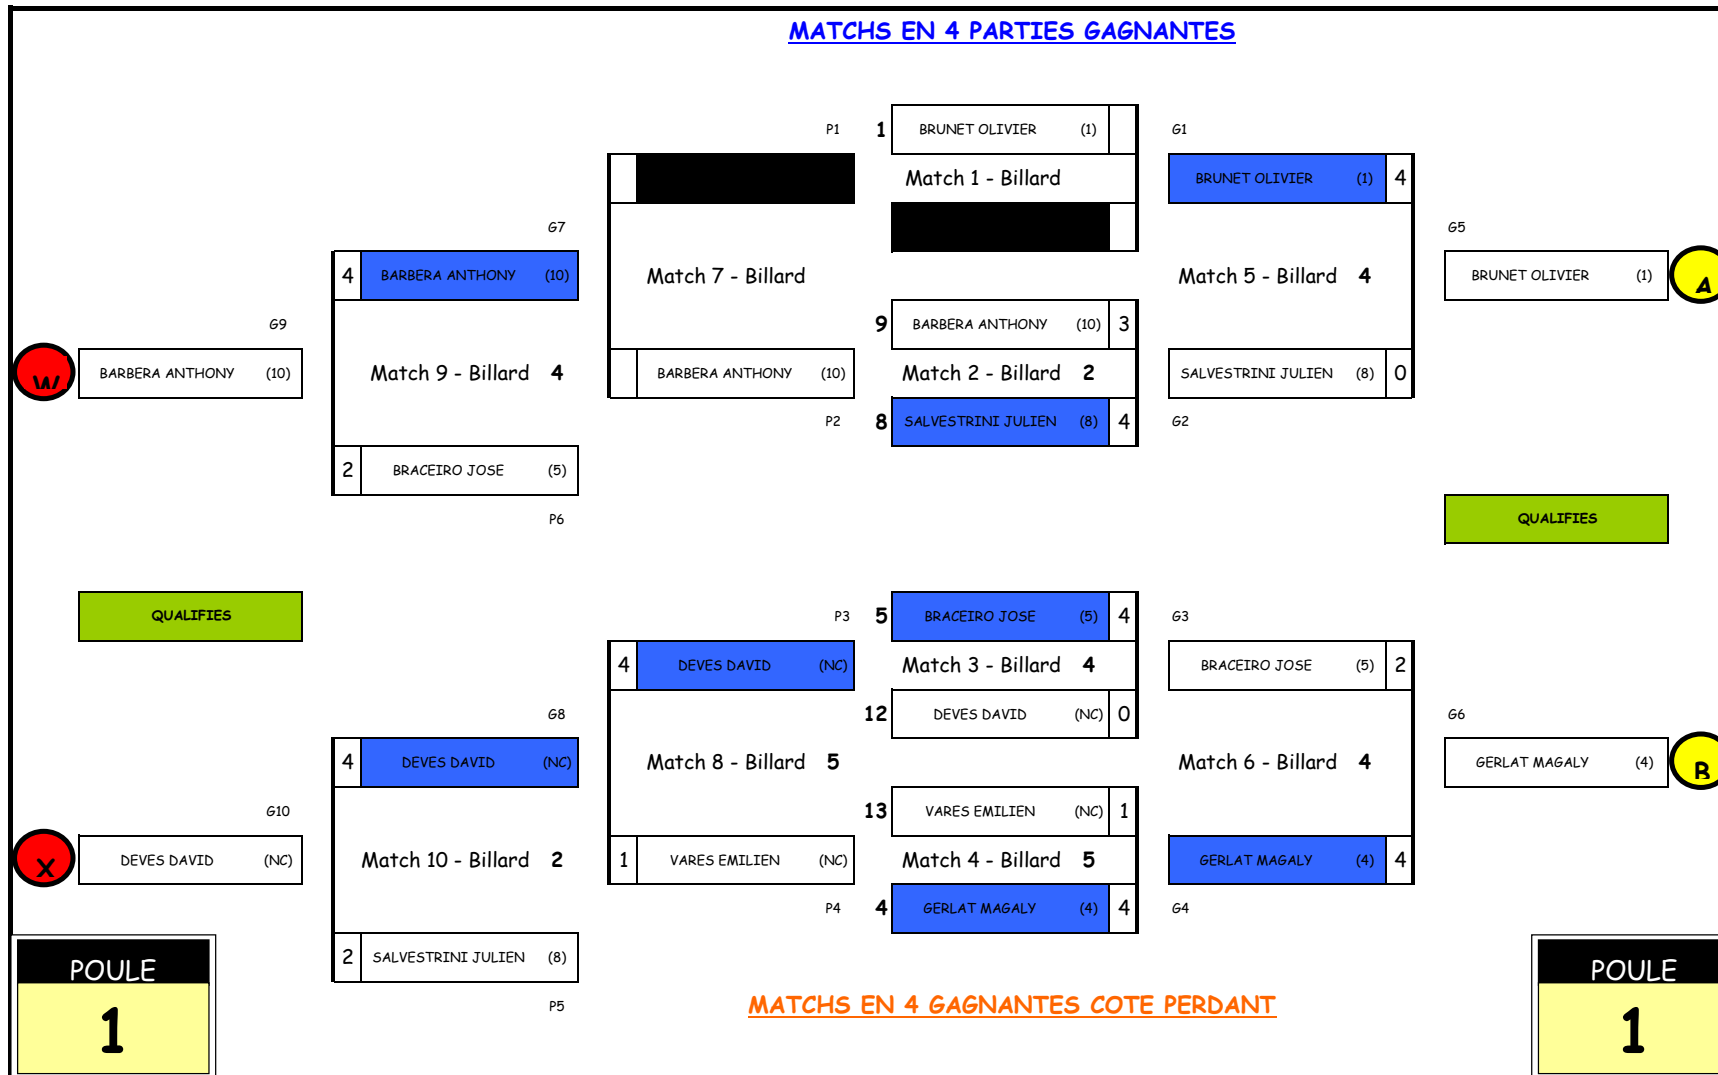 MATCHS EN 4 PARTIES GAGNANTES
P1 1 BRUNET OLIVIER (1) G1
Match 1 - Billard BRUNET OLIVIER (1) 4
G7 G5
4 BARBERA ANTHONY (10) Match 7 - Billard Match 5 - Billard 4 BRUNET OLIVIER (1) A
G9 9 BARBERA ANTHONY (10) 3
W BARBERA ANTHONY (10) Match 9 - Billard 4 BARBERA ANTHONY (10) Match 2 - Billard 2 SALVESTRINI JULIEN (8) 0
P2 8 SALVESTRINI JULIEN (8) 4 G2
2 BRACEIRO JOSE (5)
P6 QUALIFIES
QUALIFIES P3 5 BRACEIRO JOSE (5) 4 G3
4 DEVES DAVID (NC) Match 3 - Billard 4 BRACEIRO JOSE (5) 2
G8 12 DEVES DAVID (NC) 0 G6
4 DEVES DAVID (NC) Match 8 - Billard 5 Match 6 - Billard 4 GERLAT MAGALY (4) B
G10 13 VARES EMILIEN (NC) 1
X DEVES DAVID (NC) Match 10 - Billard 2 1 VARES EMILIEN (NC) Match 4 - Billard 5 GERLAT MAGALY (4) 4
P4 4 GERLAT MAGALY (4) 4 G4
2 SALVESTRINI JULIEN (8)
POULE POULE
P5 MATCHS EN 4 GAGNANTES COTE PERDANT
1 1